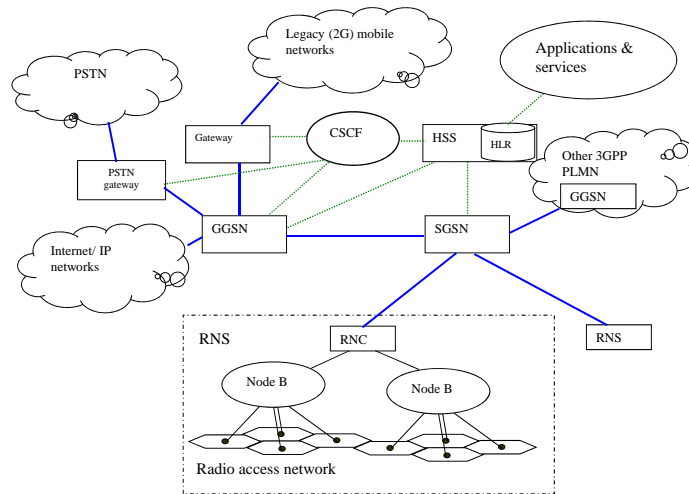 Legacy (2G) mobile
networks
Applications &
services
PSTN
Gateway
CSCF
HSS
HLR
Other 3GPP
PLMN
GGSN
PSTN
gateway
GGSN
SGSN
Internet/ IP
networks
RNS
RNC
RNS
Node B
Node B
Radio access network